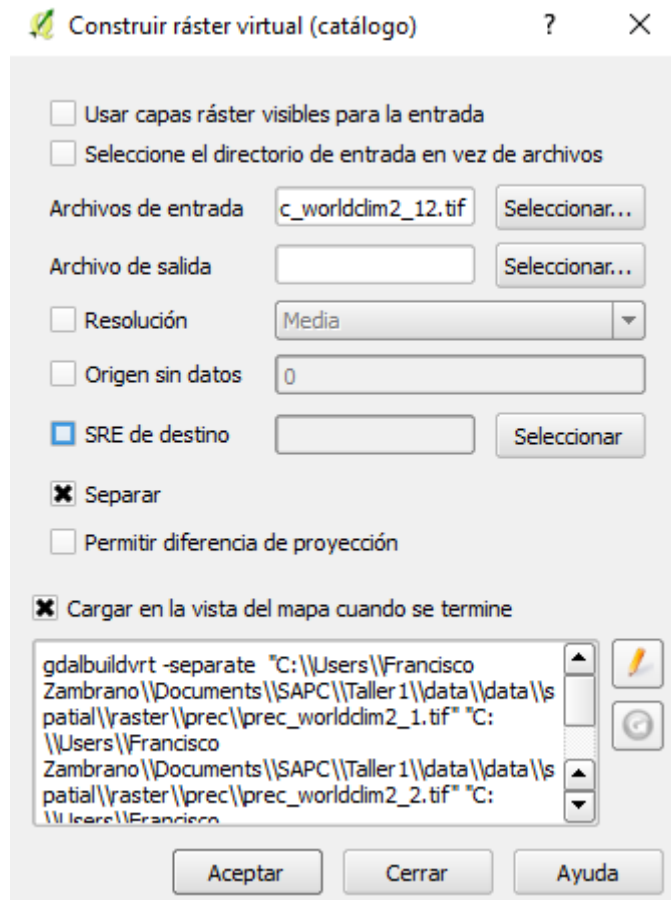 Construir ráster virtual (catálogo) ?
Usar capas ráster visibles para la entrada
Seleccione el directorio de entrada en vez de archivos
Archivos de entrada c_worldclim2_12.tif Seleccionar...
Archivo de salida Seleccionar...
Resolución Media
Origen sin datos 0
SRE de destino Seleccionar
Separar
Permitir diferencia de proyección
Cargar en la vista del mapa cuando se termine
gdalbuildvrt -separate "C:\\Users\\Francisco
Zambrano\\Documents\\SAPC\\Taller1\\data\\data\\s
patial\\raster\\prec\\prec_worldclim2_1.tif" "C:
\\Users\\Francisco
Zambrano\\Documents\\SAPC\\Taller1\\data\\data\\s
patial\\raster\\prec\\prec_worldclim2_2.tif" "C:
\\Users\\Francisco
Aceptar Cerrar Ayuda